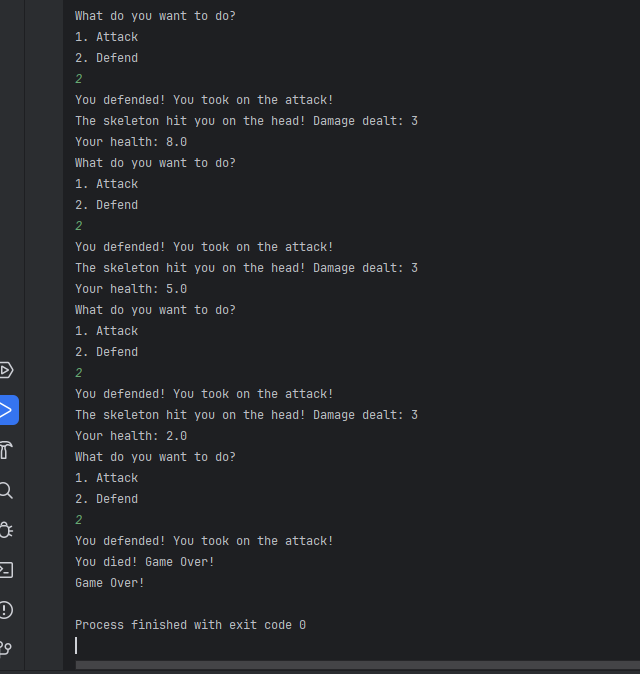 What do you want to do?
1. Attack
2. Defend
2
You defended! You took on the attack!
The skeleton hit you on the head! Damage dealt: 3
Your health: 8.0
What do you want to do?
1. Attack
2. Defend
2
You defended! You took on the attack!
The skeleton hit you on the head! Damage dealt: 3
Your health: 5.0
What do you want to do?
1. Attack
2. Defend
2
You defended! You took on the attack!
The skeleton hit you on the head! Damage dealt: 3
Your health: 2.0
What do you want to do?
1. Attack
2. Defend
2
You defended! You took on the attack!
You died! Game Over!
Game Over!
Process finished with exit code 0